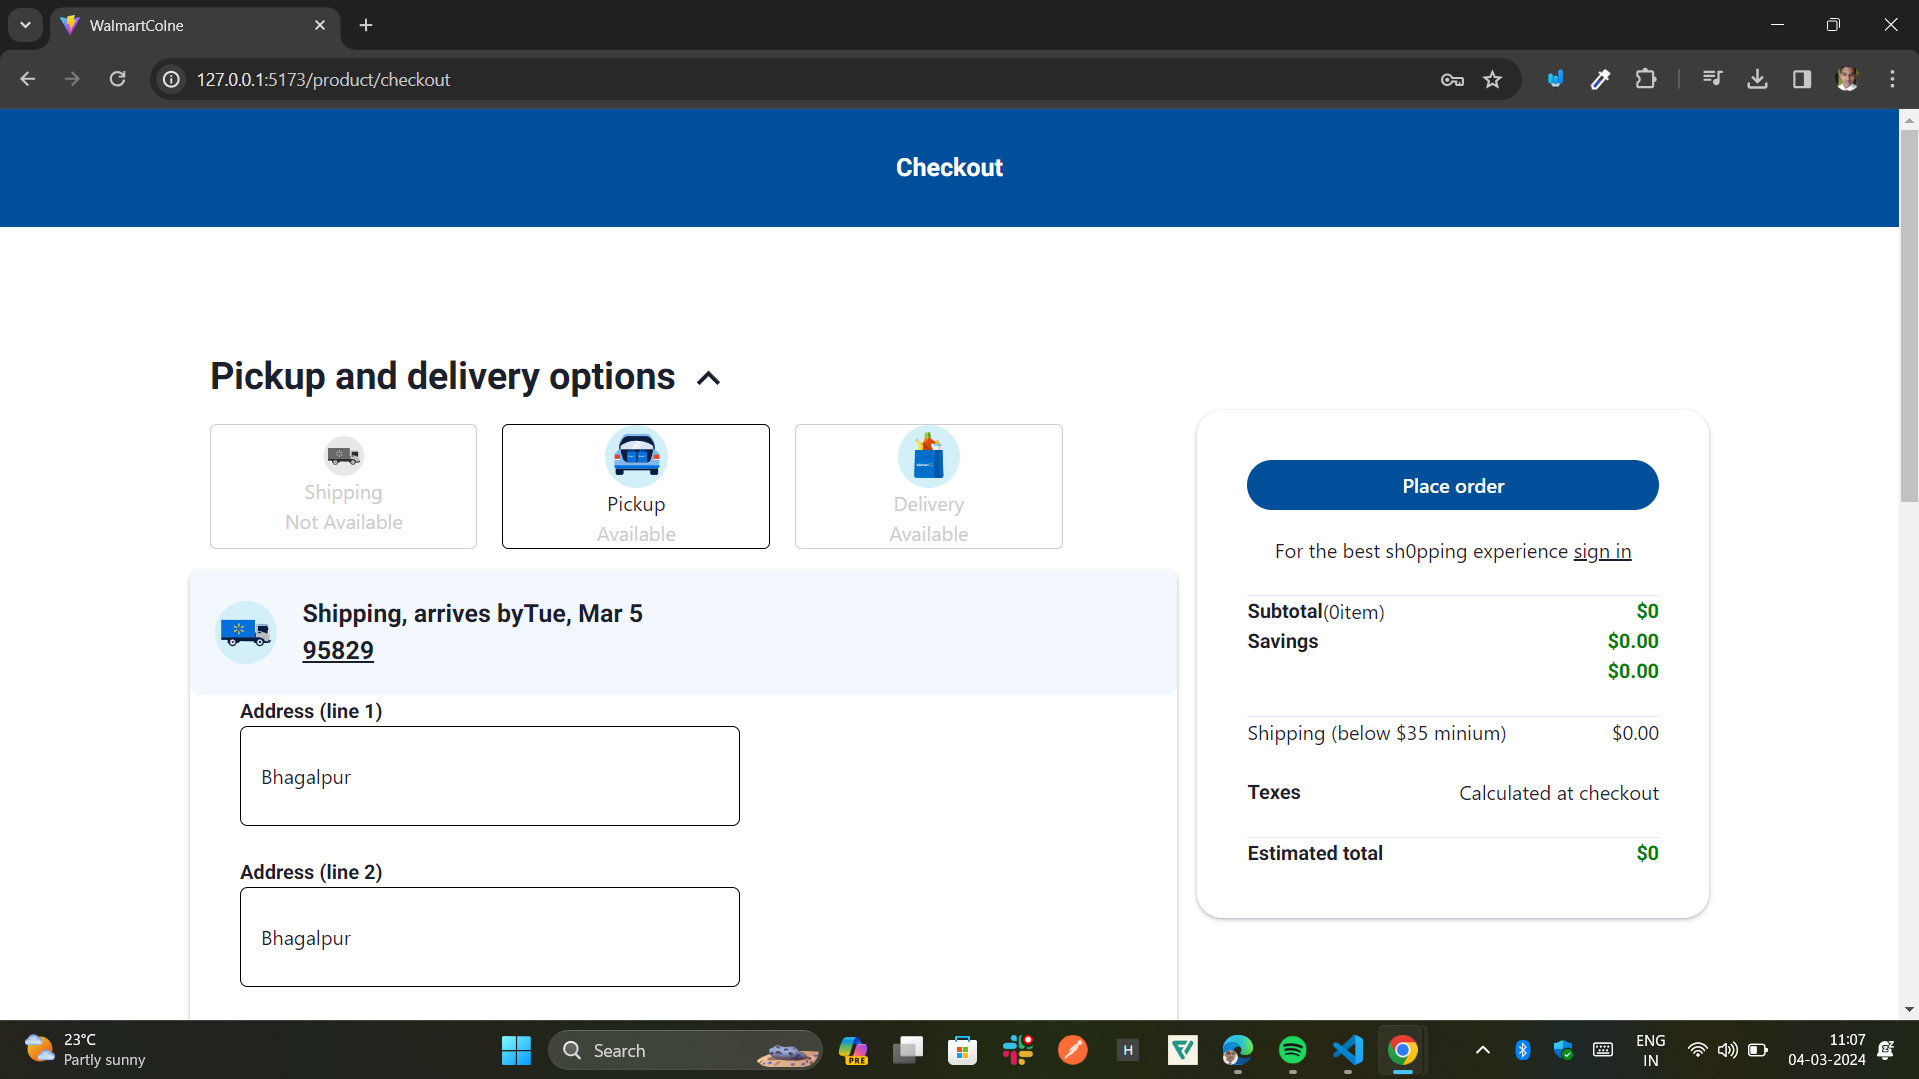 WalmartColne
127.0.0.1:5173/product/checkout
Checkout
Pickup and delivery options
Shipping
Not Available
Pickup
Available
Delivery
Available
Shipping, arrives byTue, Mar 5
95829
Address (line 1)
Bhagalpur
Address (line 2)
Bhagalpur
Place order
For the best sh0pping experience sign in
Subtotal(0item) $0
Savings $0.00
$0.00
Shipping (below $35 minium) $0.00
Texes Calculated at checkout
Estimated total $0
23°C
Partly sunny
Search
PRE
H
ENG
IN
11:07
04-03-2024